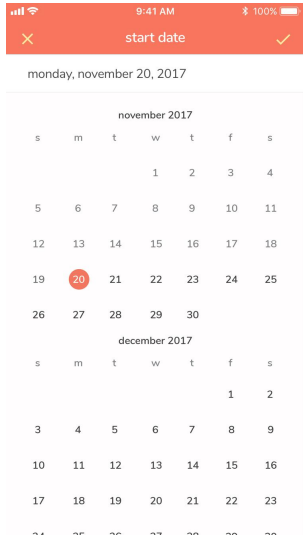 9:41 AM 100%
start date
monday, november 20, 2017
november 2017
s m t w t f s
1 2 3 4
5 6 7 8 9 10 11
12 13 14 15 16 17 18
19 20 21 22 23 24 25
26 27 28 29 30
december 2017
s m t w t f s
1 2
3 4 5 6 7 8 9
10 11 12 13 14 15 16
17 18 19 20 21 22 23